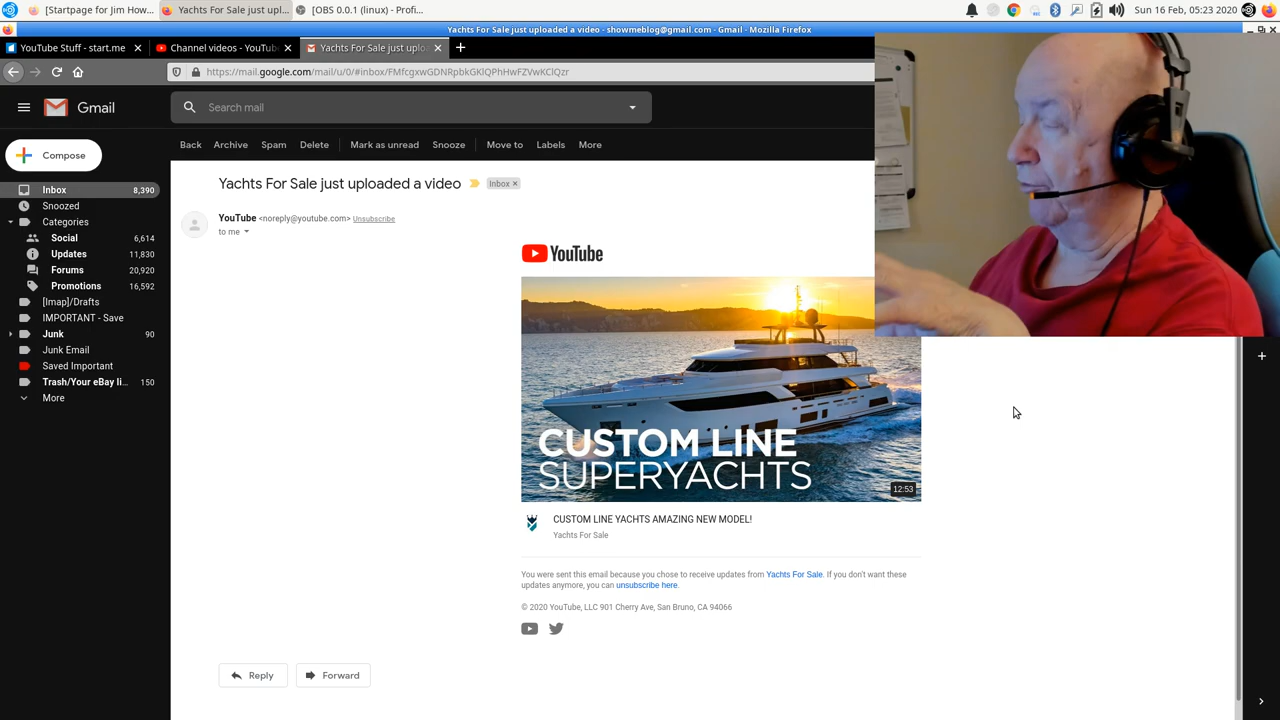 [Startpage for Jim How...
Yachts For Sale just upl...
[OBS 0.0.1 (linux) - Profi...
Sun 16 Feb, 05:23 2020
Yachts For Sale just uploaded a video - showmeblog@gmail.com - Gmail - Mozilla Firefox
YouTube Stuff - start.me
Channel videos - YouTube
Yachts For Sale just uploa
https://mail.google.com/mail/u/0/#inbox/FMfcgxwGDNRpbkGKlQPhHwFZVwKClQzr
Gmail
Search mail
Compose
Back Archive Spam Delete Mark as unread Snooze Move to Labels More
Inbox 8,390
Snoozed
Categories
Social 6,614
Updates 11,830
Forums 20,920
Promotions 16,592
[Imap]/Drafts
IMPORTANT - Save
Junk 90
Junk Email
Saved Important
Trash/Your eBay li... 150
More
Yachts For Sale just uploaded a video
Inbox
YouTube <noreply@youtube.com> Unsubscribe
to me
YouTube
CUSTOM LINE
SUPERYACHTS
12:53
CUSTOM LINE YACHTS AMAZING NEW MODEL!
Yachts For Sale
You were sent this email because you chose to receive updates from Yachts For Sale. If you don't want these
updates anymore, you can unsubscribe here.
© 2020 YouTube, LLC 901 Cherry Ave, San Bruno, CA 94066
Reply
Forward